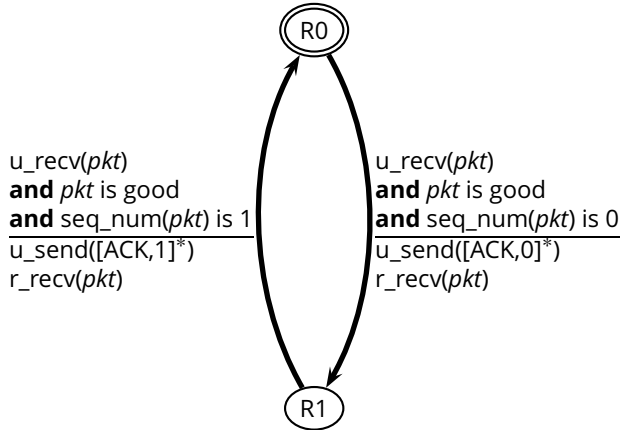 R0
u_recv(pkt)
and pkt is good
and seq_num(pkt) is 1
u_send([ACK,1]*)
r_recv(pkt)
u_recv(pkt)
and pkt is good
and seq_num(pkt) is 0
u_send([ACK,0]*)
r_recv(pkt)
R1